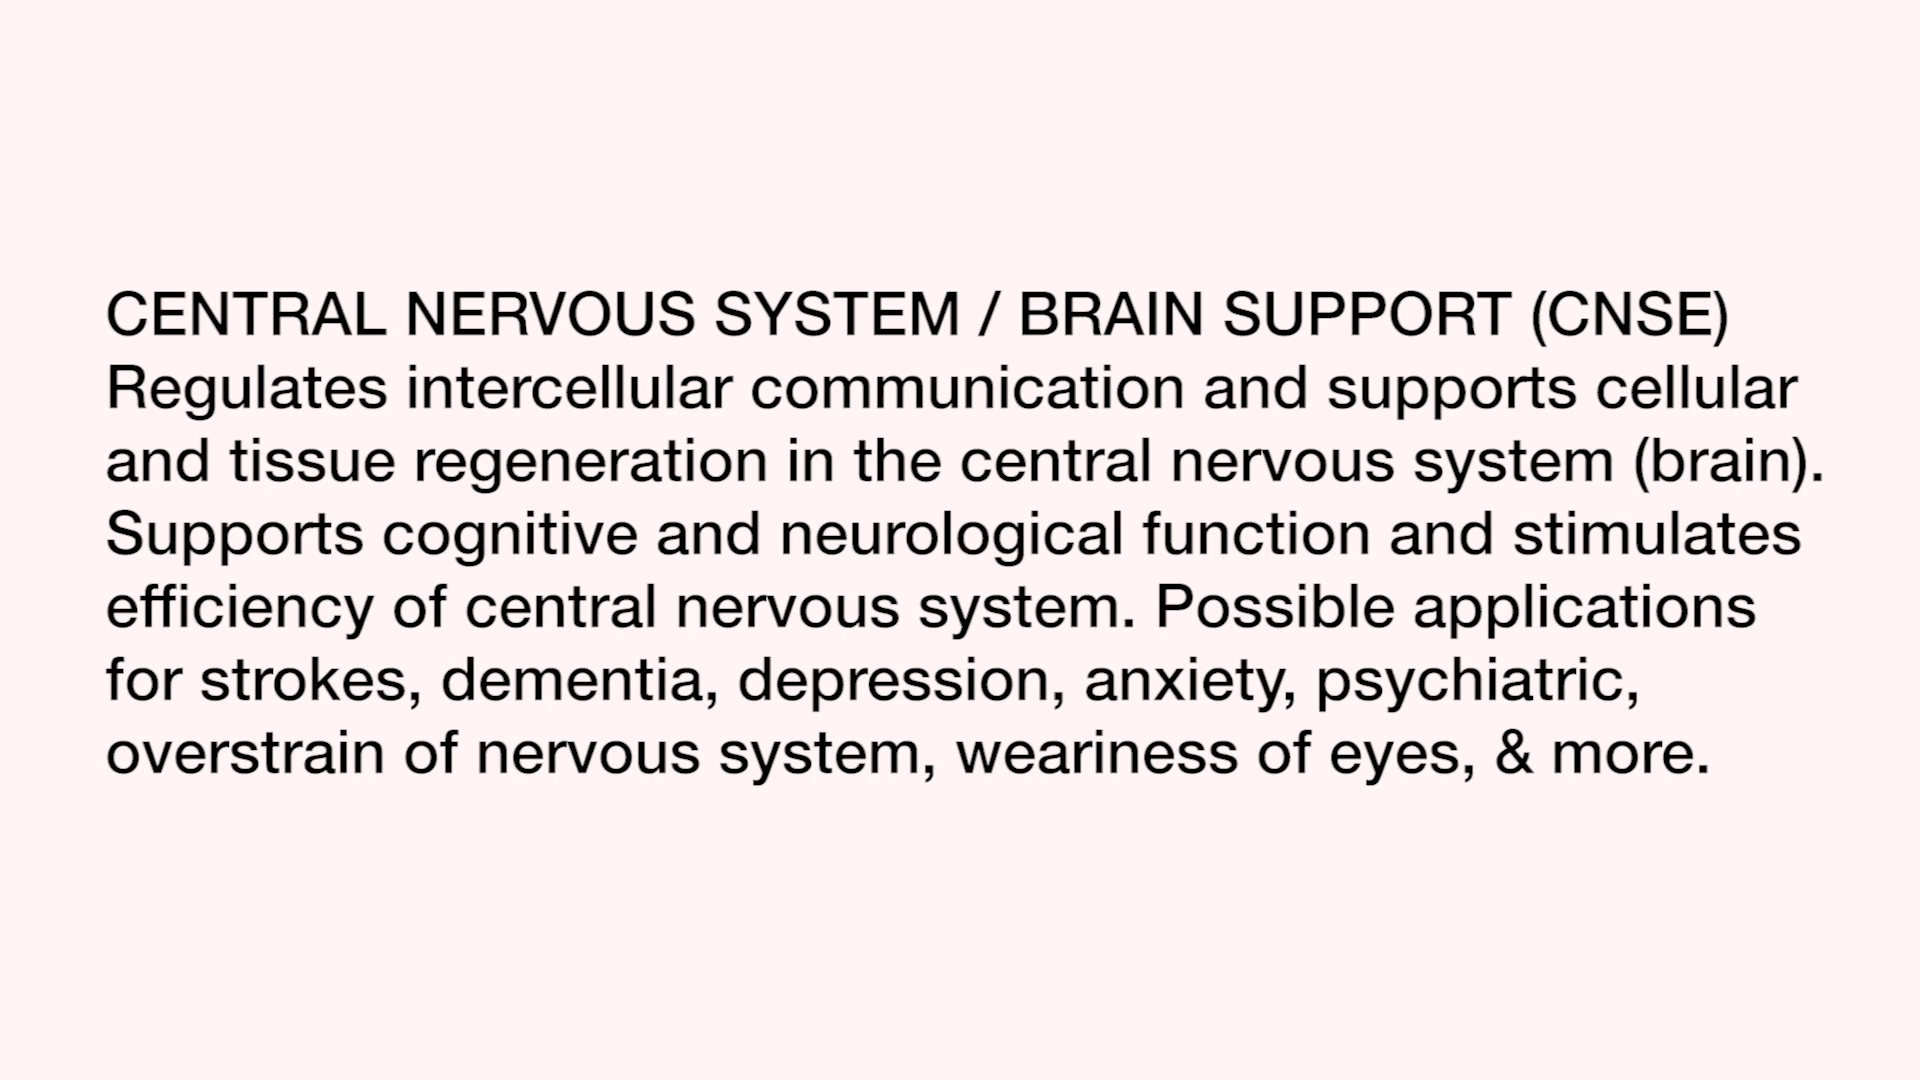 CENTRAL NERVOUS SYSTEM / BRAIN SUPPORT (CNSE)
Regulates intercellular communication and supports cellular
and tissue regeneration in the central nervous system (brain).
Supports cognitive and neurological function and stimulates
efficiency of central nervous system. Possible applications
for strokes, dementia, depression, anxiety, psychiatric,
overstrain of nervous system, weariness of eyes, & more.